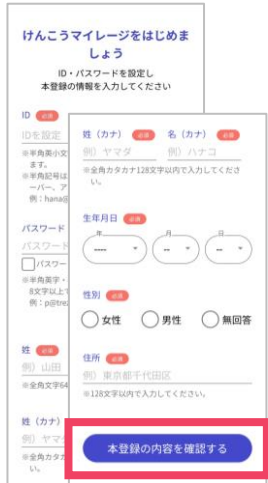 けんこうマイレージをはじめま
しょう
ID・パスワードを設定し
本登録の情報を入力してください
ID 必須
IDを設定
※半角英小文
ます。
※半角記号は
ーバー、ア
例：hana@
パスワード
パスワード
パスワー
※半角英字・
8文字以上
例：p@tre
姓 必須
例）山田
※全角文字64
姓（カナ）
例）ヤマ
※全角カタカ
い。
姓（カナ） 必須 名（カナ） 必須
例）ヤマダ 例）ハナコ
※全角カタカナ128文字以内で入力してくださ
い。
生年月日 必須
年 月 日
---- -- --
性別 必須
女性 男性 無回答
住所 必須
例）東京都千代田区
※128文字以内で入力してください。
本登録の内容を確認する